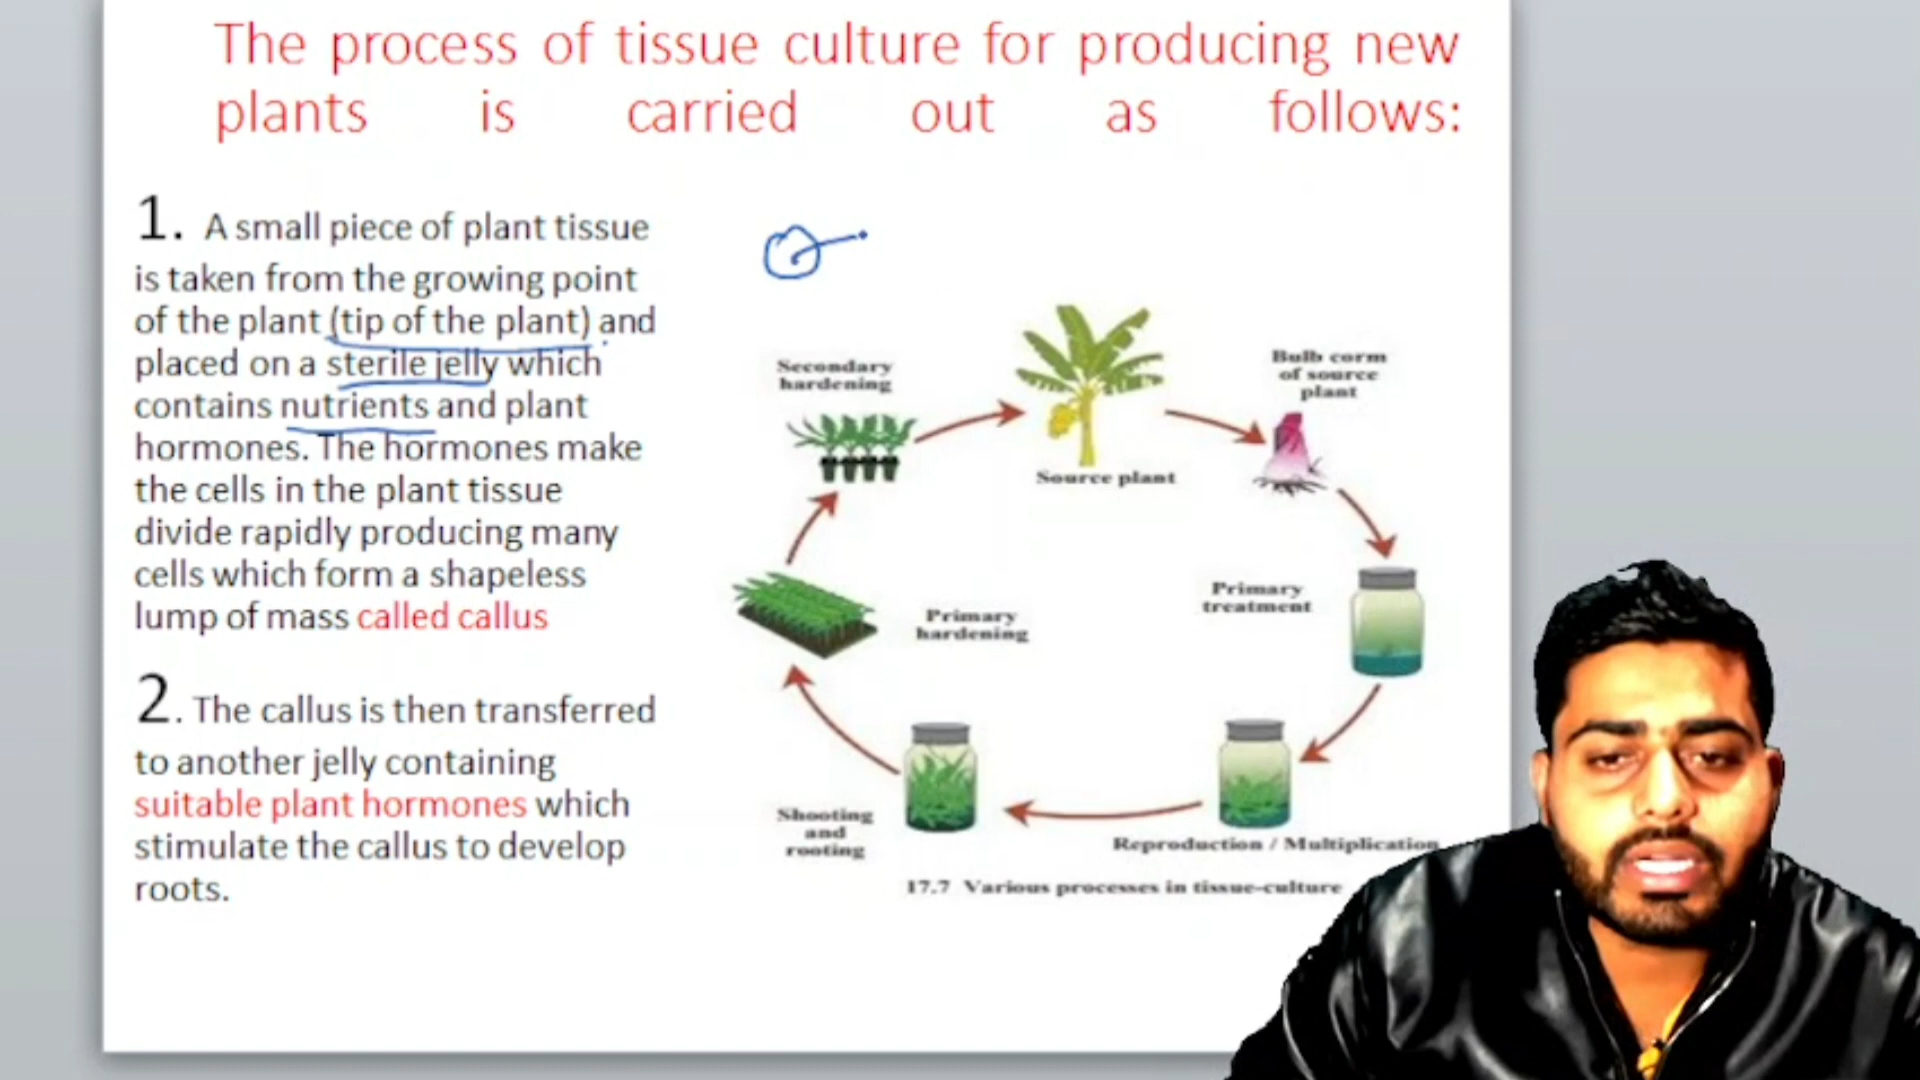 The process of tissue culture for producing new
plants is carried out as follows:
1. A small piece of plant tissue
is taken from the growing point
of the plant (tip of the plant) and
placed on a sterile jelly which
contains nutrients and plant
hormones. The hormones make
the cells in the plant tissue
divide rapidly producing many
cells which form a shapeless
lump of mass called callus
2. The callus is then transferred
to another jelly containing
suitable plant hormones which
stimulate the callus to develop
roots.
Secondary
hardening
Source plant
Bulb corm
of source
plant
Primary
treatment
Primary
hardening
Shooting
and
rooting
Reproduction / Multiplication
17.7 Various processes in tissue-culture